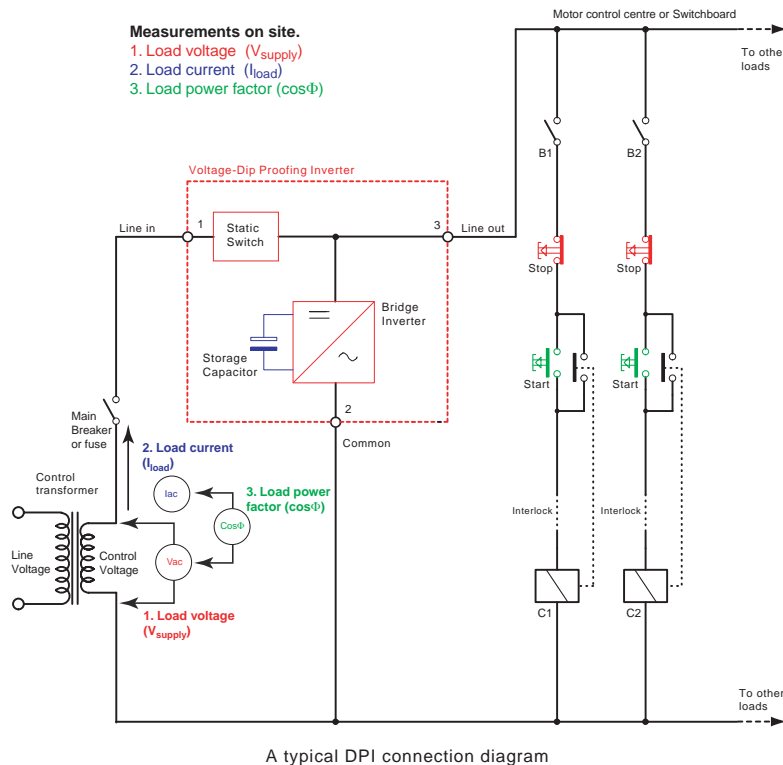 Motor control centre or Switchboard
Measurements on site.
1. Load voltage (Vsupply)
2. Load current (Iload)
3. Load power factor (cosΦ)
To other
loads
B1
B2
Voltage-Dip Proofing Inverter
Line in
1
Static
Switch
3
Line out
Stop
Stop
Bridge
Inverter
Storage
Capacitor
Start
Start
2
Common
Main
Breaker
or fuse
2. Load current
(Iload)
Control
transformer
Iac
3. Load power
factor (cosΦ)
CosΦ
Interlock
Interlock
Line
Voltage
Control
Voltage
Vac
1. Load voltage
(Vsupply)
C1
C2
To other
loads
A typical DPI connection diagram